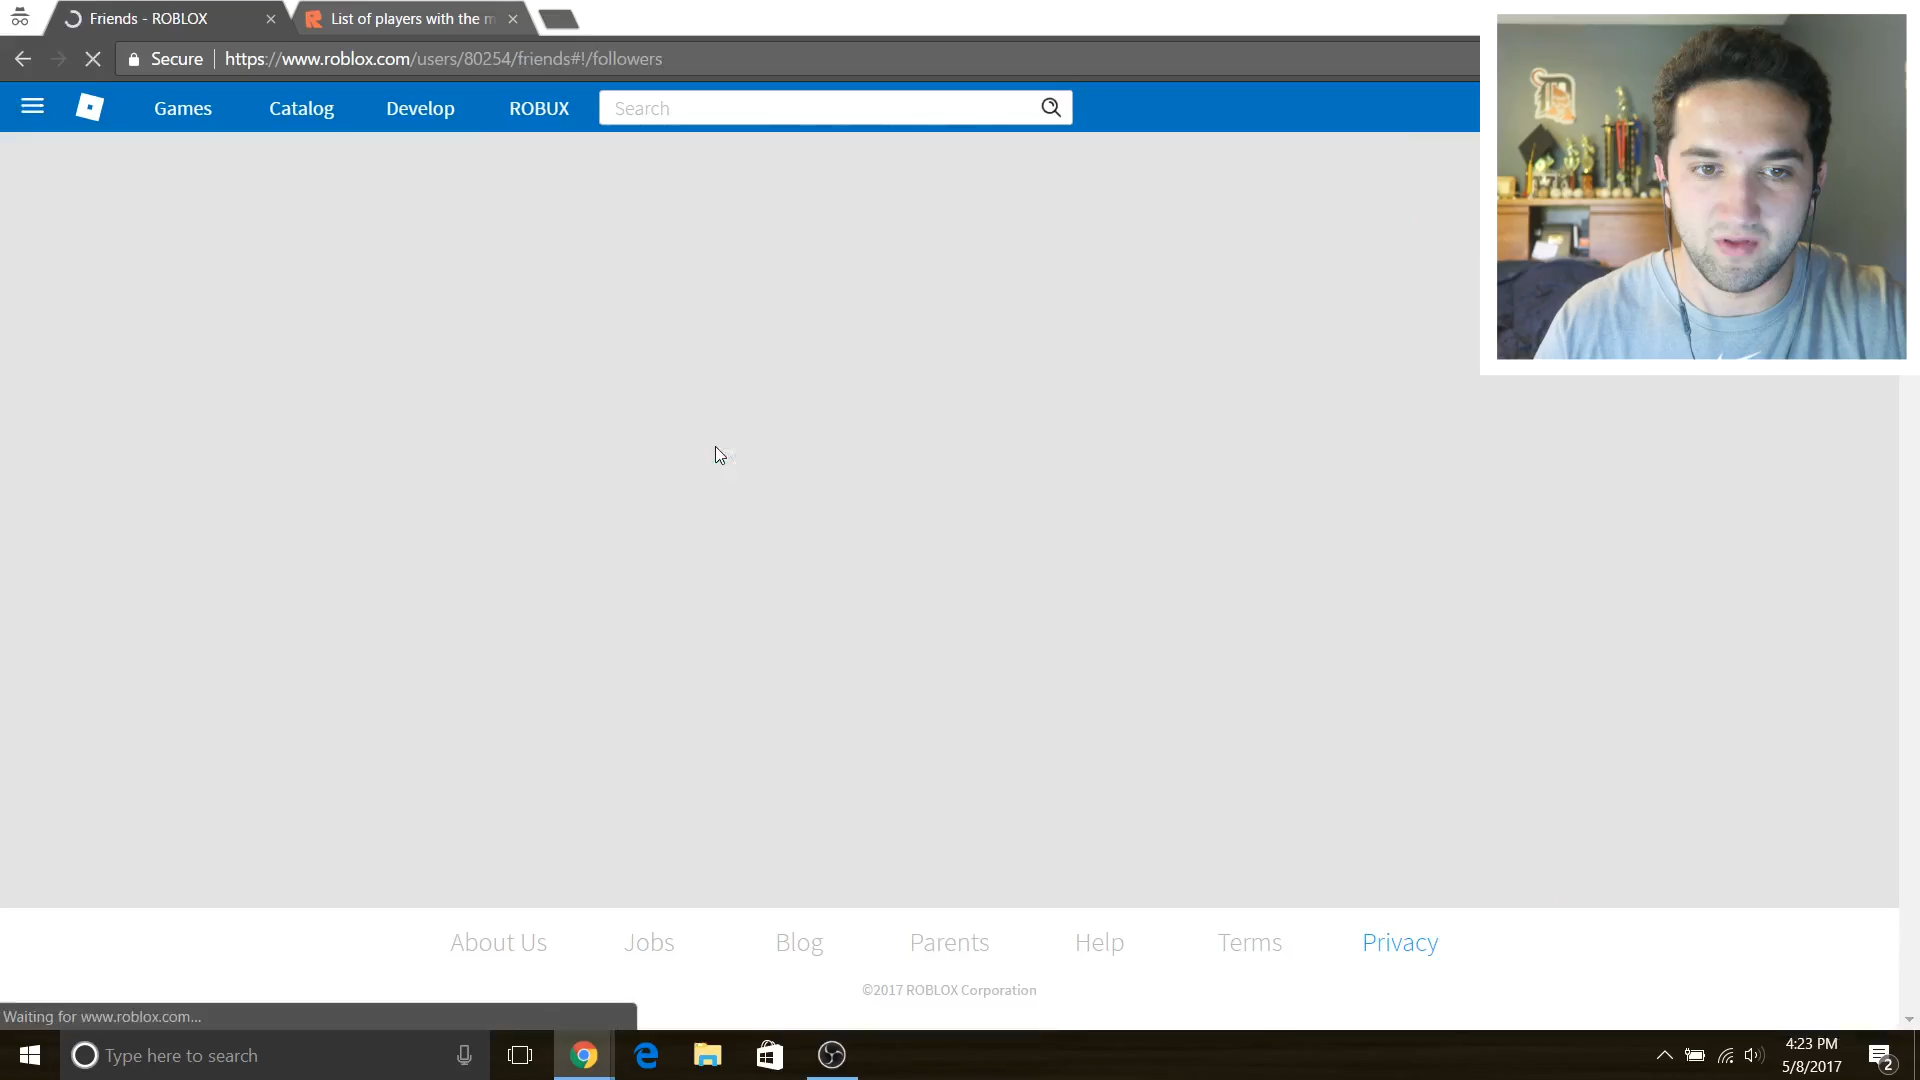 Friends - ROBLOX
List of players with the m
Secure
https://www.roblox.com/users/80254/friends#!/followers
Games
Catalog
Develop
ROBUX
Search
About Us
Jobs
Blog
Parents
Help
Terms
Privacy
©2017 ROBLOX Corporation
Waiting for www.roblox.com...
Type here to search
4:23 PM
5/8/2017
2